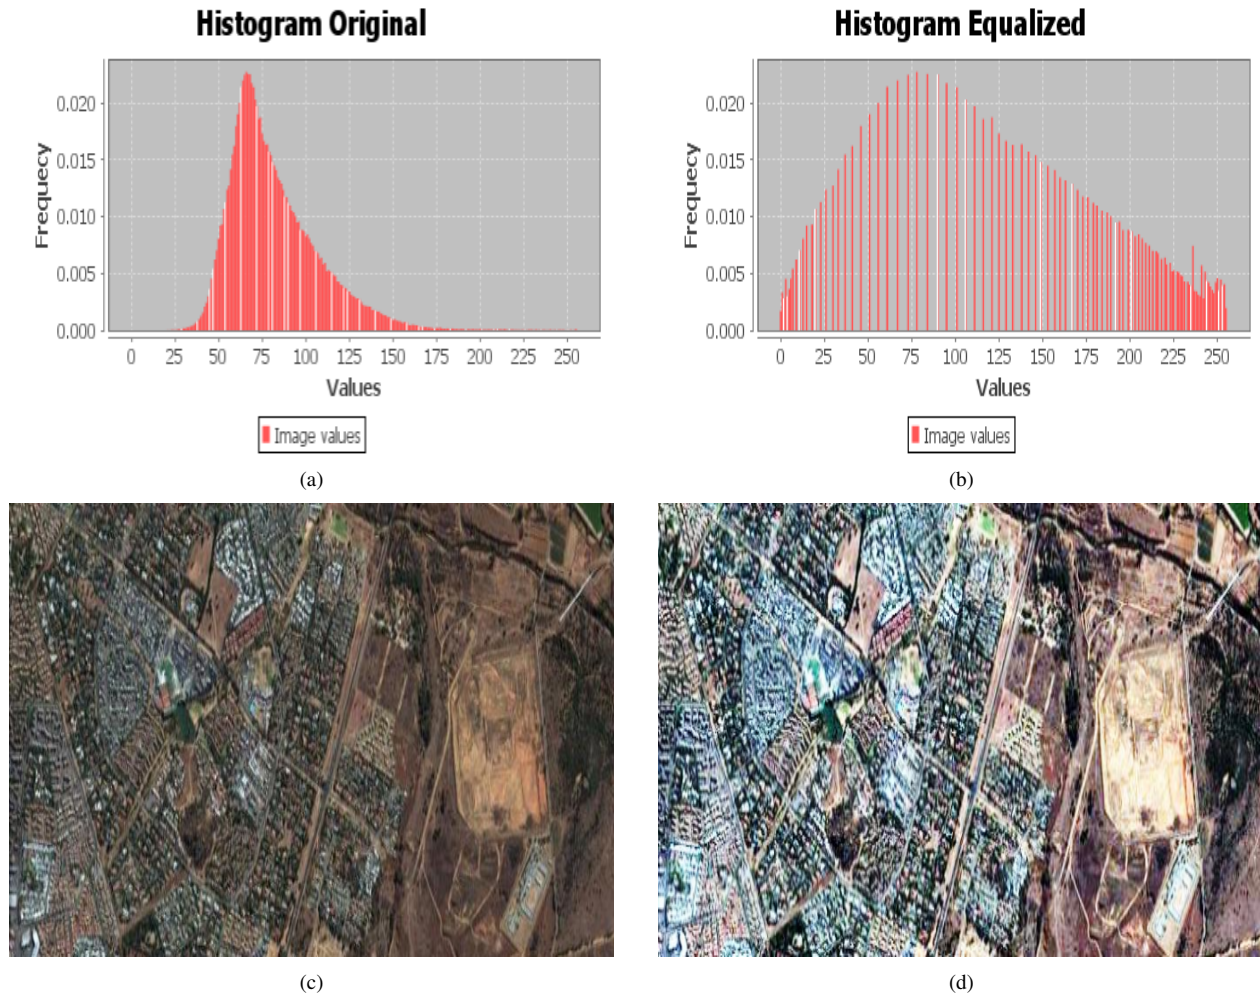 Histogram Original
0.020
0.015
0.010
0.005
0.000
Frequecy
0 25 50 75 100 125 150 175 200 225 250
Values
Image values
(a)
Histogram Equalized
0.020
0.015
0.010
0.005
0.000
Frequecy
0 25 50 75 100 125 150 175 200 225 250
Values
Image values
(b)
(c)
(d)